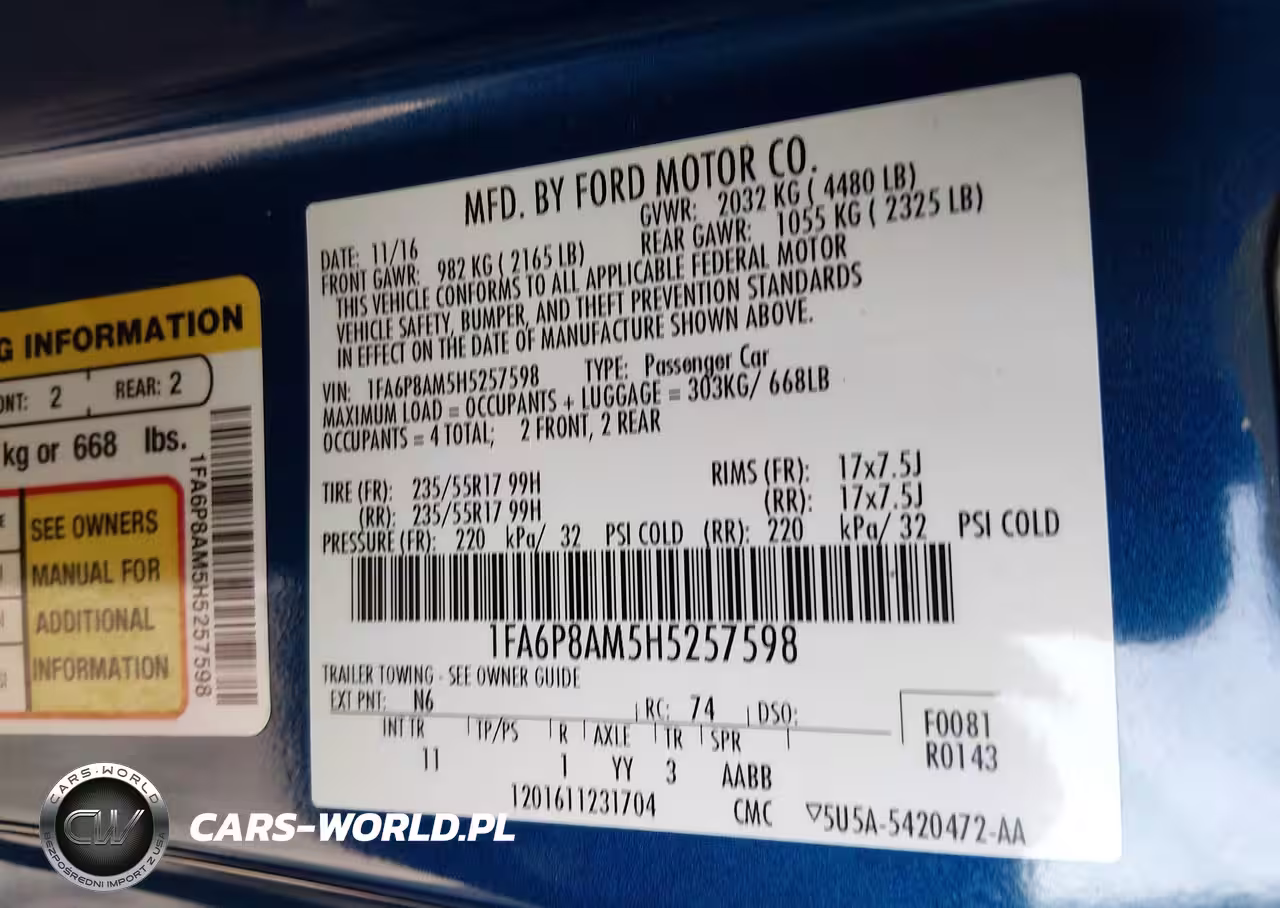 G INFORMATION
ONT: 2 REAR: 2
kg or 668 lbs.
SEE OWNERS
MANUAL FOR
ADDITIONAL
INFORMATION
1FA6P8AM5H5257598
MFD. BY FORD MOTOR CO.
DATE: 11/16 GVWR: 2032 KG ( 4480 LB)
FRONT GAWR: 982 KG ( 2165 LB) REAR GAWR: 1055 KG ( 2325 LB)
THIS VEHICLE CONFORMS TO ALL APPLICABLE FEDERAL MOTOR
VEHICLE SAFETY, BUMPER, AND THEFT PREVENTION STANDARDS
IN EFFECT ON THE DATE OF MANUFACTURE SHOWN ABOVE.
VIN: 1FA6P8AM5H5257598 TYPE: Passenger Car
MAXIMUM LOAD = OCCUPANTS + LUGGAGE = 303KG/ 668LB
OCCUPANTS = 4 TOTAL; 2 FRONT, 2 REAR
TIRE (FR): 235/55R17 99H RIMS (FR): 17x7.5J
(RR): 235/55R17 99H (RR): 17x7.5J
PRESSURE (FR): 220 kPa/ 32 PSI COLD (RR): 220 kPa/ 32 PSI COLD
1FA6P8AM5H5257598
TRAILER TOWING - SEE OWNER GUIDE
EXT PNT: N6 RC: 74 DSO:
INT TR TP/PS R AXLE TR SPR
11 1 YY 3 AABB
F0081
R0143
1201611231704 CMC ▽5U5A-5420472-AA
CARS-WORLD
CW
BEZPOŚREDNI IMPORT Z USA
CARS-WORLD.PL